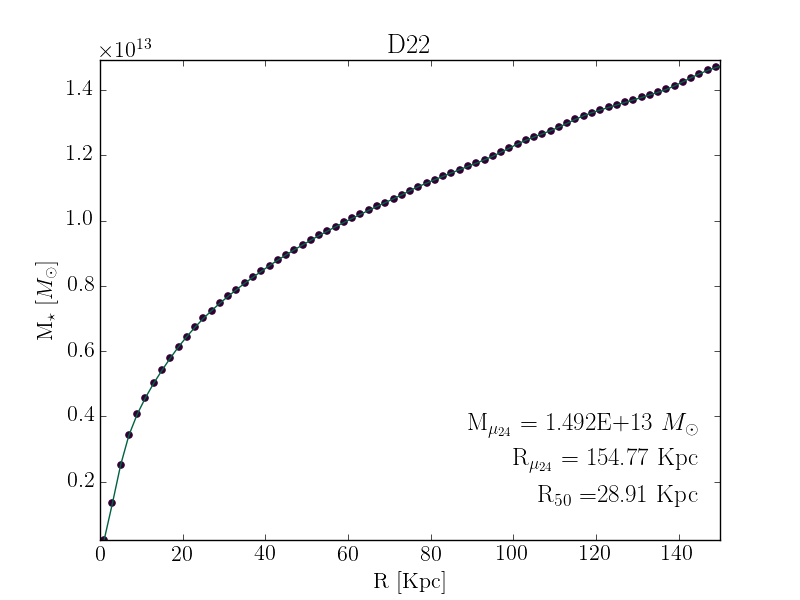 D22
×10¹³
1.4
1.2
1.0
0.8
0.6
0.4
0.2
M⋆ [M⊙]
M_μ24 = 1.492E+13 M⊙
R_μ24 = 154.77 Kpc
R₅₀ =28.91 Kpc
0 20 40 60 80 100 120 140
R [Kpc]